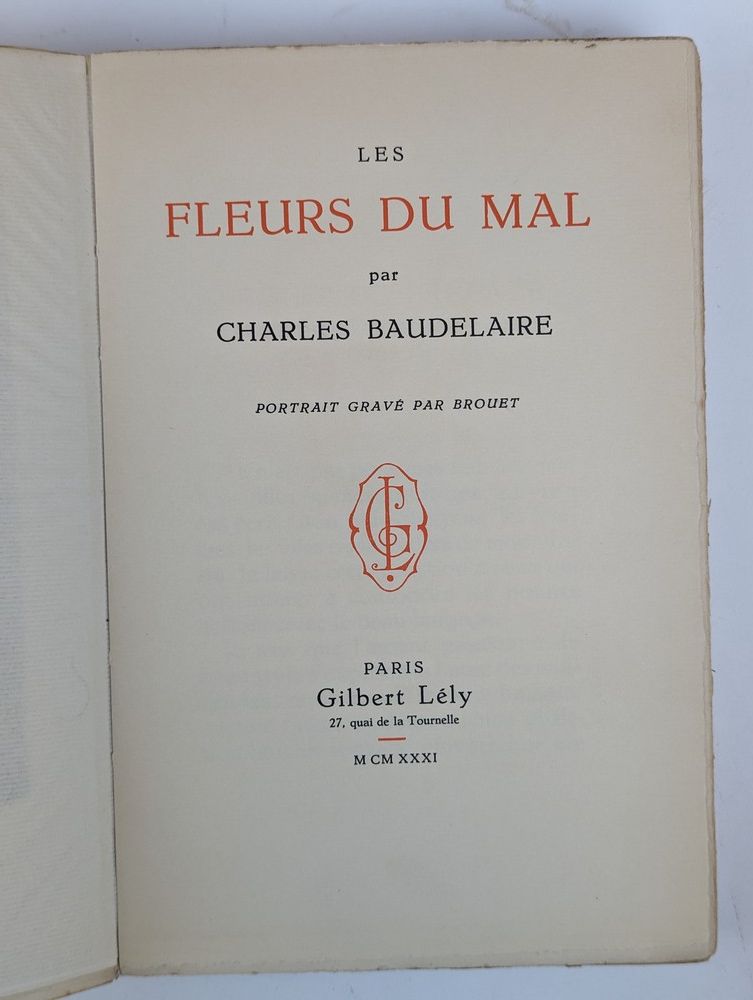 LES
FLEURS DU MAL
par
CHARLES BAUDELAIRE
PORTRAIT GRAVÉ PAR BROUET
GL
PARIS
Gilbert Lély
27, quai de la Tournelle
M CM XXXI